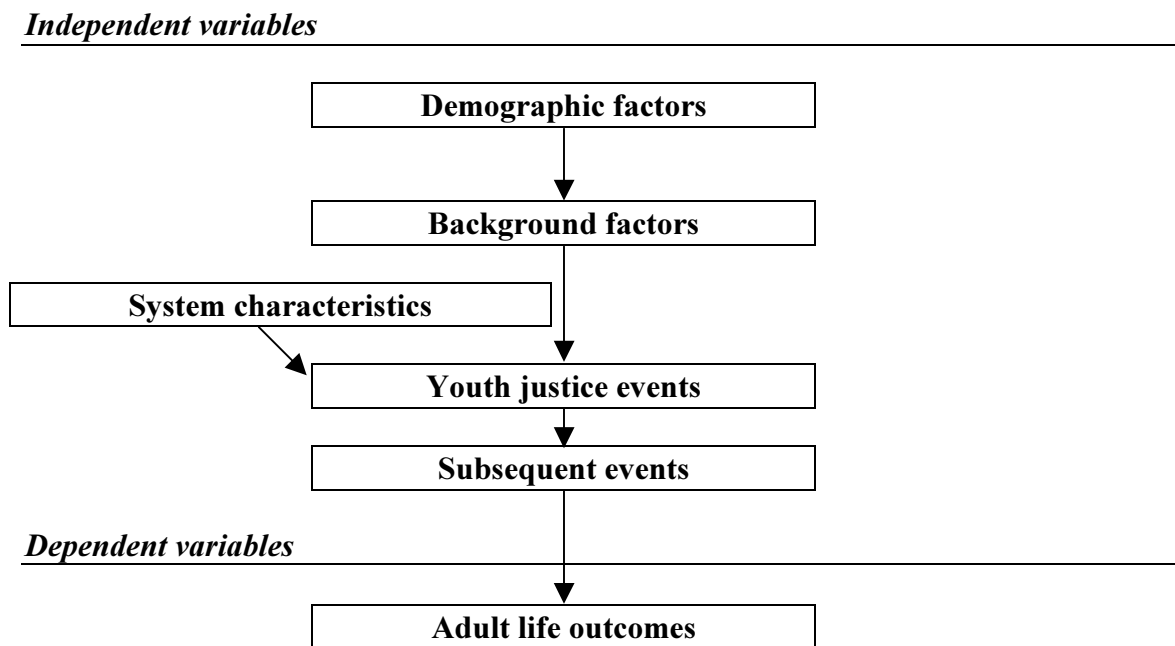 Independent variables
Demographic factors
Background factors
System characteristics
Youth justice events
Subsequent events
Dependent variables
Adult life outcomes